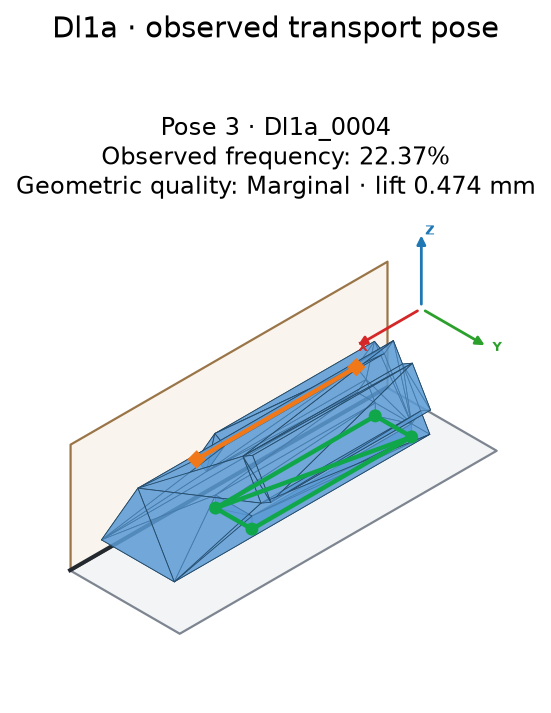 Dl1a · observed transport pose
Pose 3 · Dl1a_0004
Observed frequency: 22.37%
Geometric quality: Marginal · lift 0.474 mm
Z
X
Y